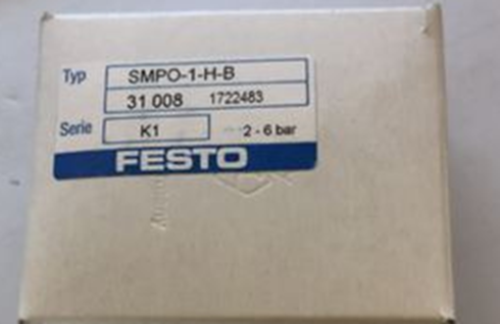 Typ SMPO-1-H-B
31 008 1722483
Serie K1 2 - 6 bar
FESTO